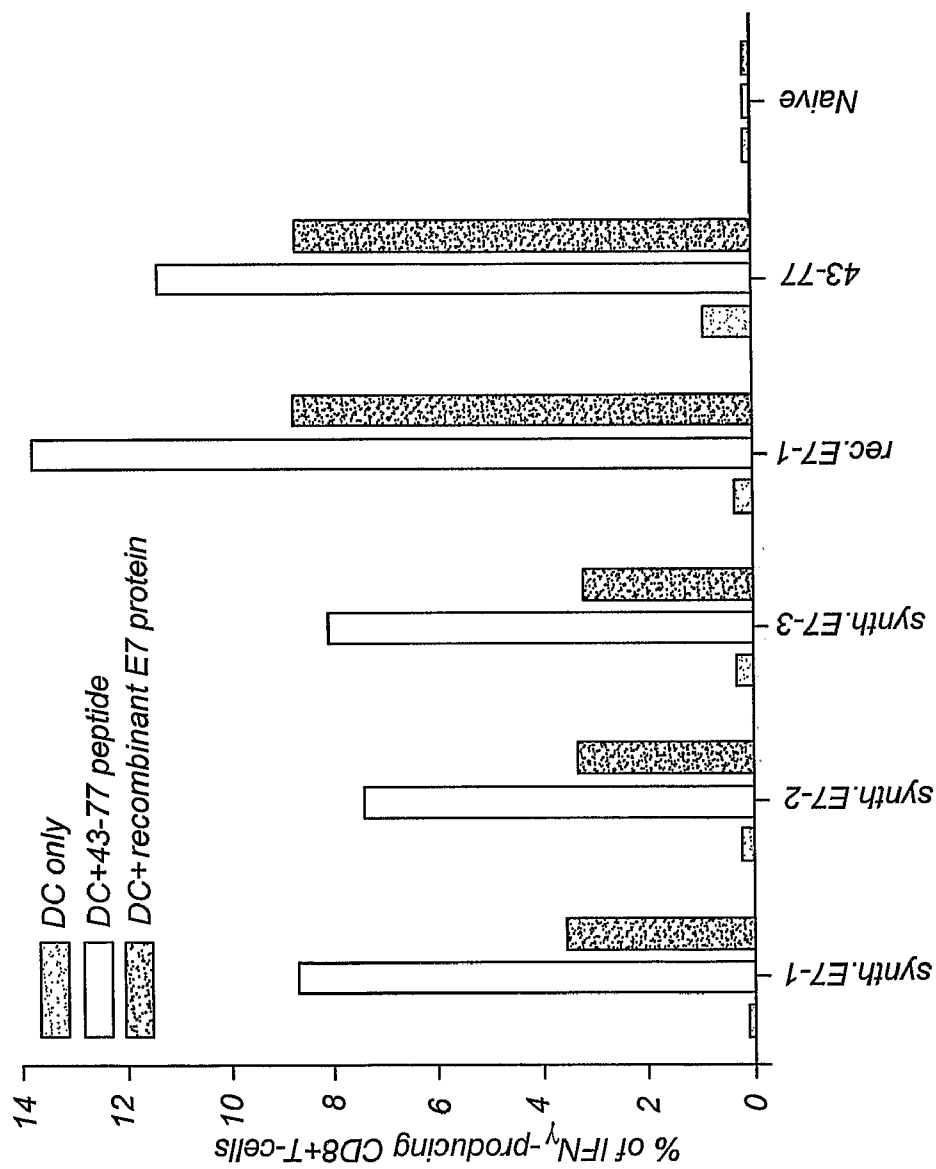 DC only
DC+43-77 peptide
DC+recombinant E7 protein
% of IFNγ-producing CD8+T-cells
14
12
10
8
6
4
2
0
synth.E7-1
synth.E7-2
synth.E7-3
rec.E7-1
43-77
Naive